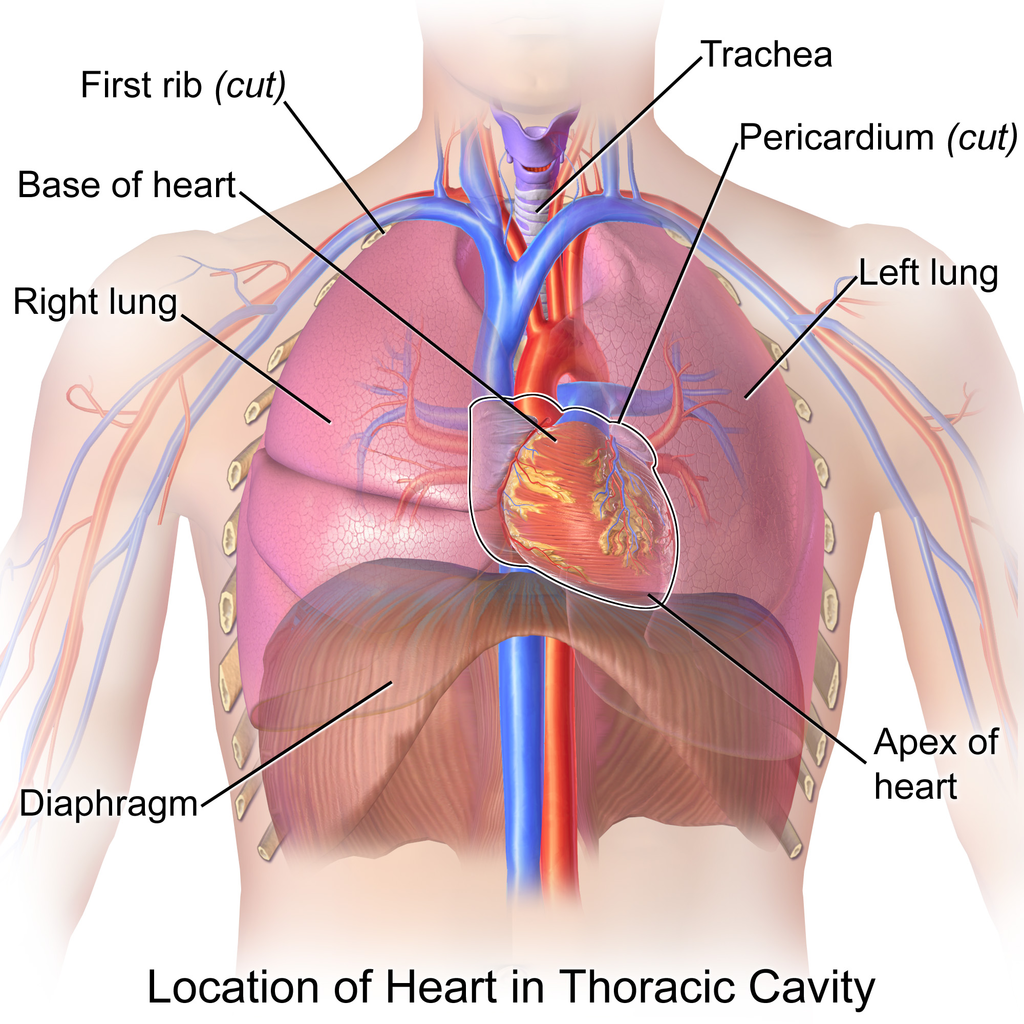 Trachea
First rib (cut)
Pericardium (cut)
Base of heart
Left lung
Right lung
Apex of
heart
Diaphragm
Location of Heart in Thoracic Cavity